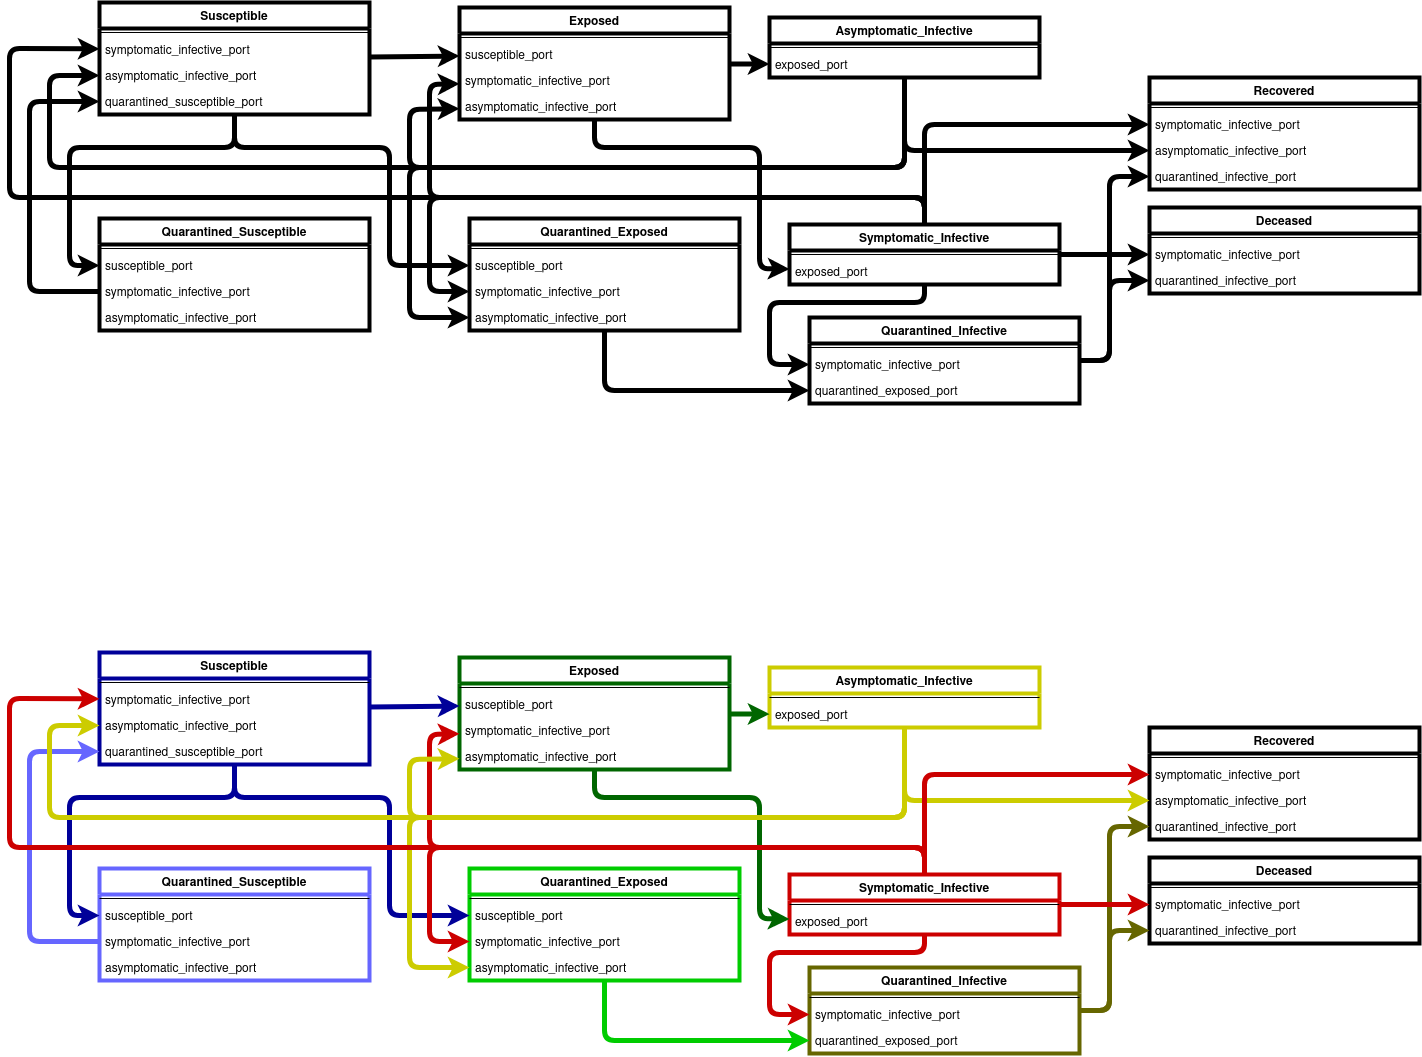 Susceptible
symptomatic_infective_port
asymptomatic_infective_port
quarantined_susceptible_port
Exposed
susceptible_port
symptomatic_infective_port
asymptomatic_infective_port
Asymptomatic_Infective
exposed_port
Recovered
symptomatic_infective_port
asymptomatic_infective_port
quarantined_infective_port
Quarantined_Susceptible
susceptible_port
symptomatic_infective_port
asymptomatic_infective_port
Quarantined_Exposed
susceptible_port
symptomatic_infective_port
asymptomatic_infective_port
Symptomatic_Infective
exposed_port
Deceased
symptomatic_infective_port
quarantined_infective_port
Quarantined_Infective
symptomatic_infective_port
quarantined_exposed_port
Susceptible
symptomatic_infective_port
asymptomatic_infective_port
quarantined_susceptible_port
Exposed
susceptible_port
symptomatic_infective_port
asymptomatic_infective_port
Asymptomatic_Infective
exposed_port
Recovered
symptomatic_infective_port
asymptomatic_infective_port
quarantined_infective_port
Quarantined_Susceptible
susceptible_port
symptomatic_infective_port
asymptomatic_infective_port
Quarantined_Exposed
susceptible_port
symptomatic_infective_port
asymptomatic_infective_port
Symptomatic_Infective
exposed_port
Deceased
symptomatic_infective_port
quarantined_infective_port
Quarantined_Infective
symptomatic_infective_port
quarantined_exposed_port